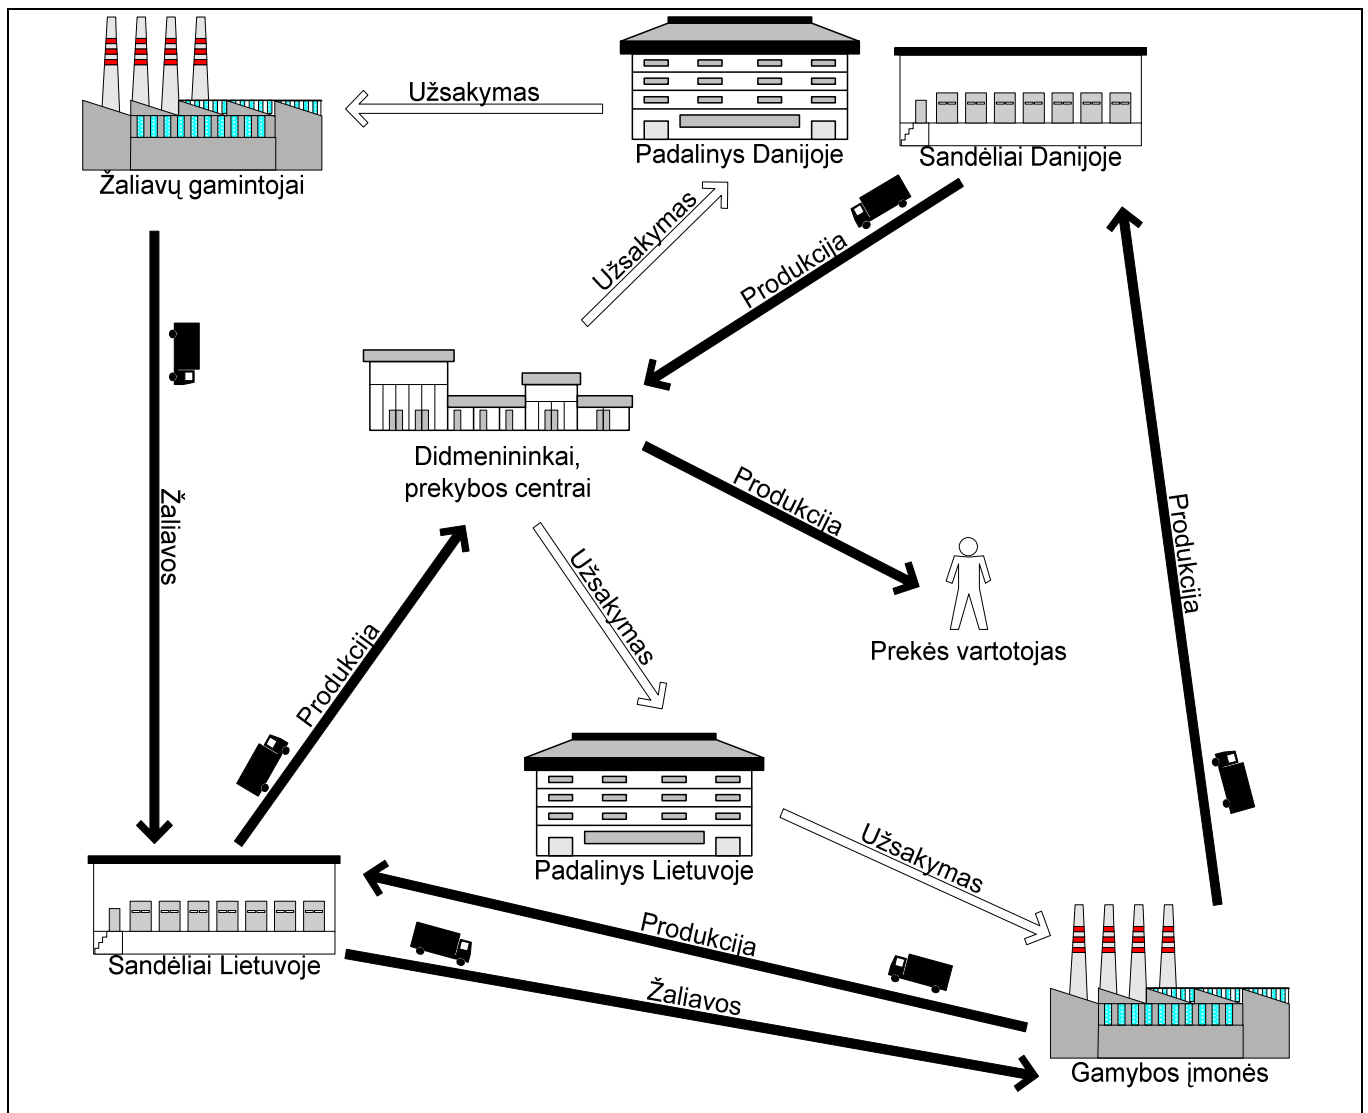 Užsakymas
Padalinys Danijoje
Sandėliai Danijoje
Žaliavų gamintojai
Užsakymas
Produkcija
Didmenininkai,
prekybos centrai
Produkcija
Žaliavos
Produkcija
Užsakymas
Prekės vartotojas
Produkcija
Padalinys Lietuvoje
Užsakymas
Produkcija
Sandėliai Lietuvoje
Žaliavos
Gamybos įmonės